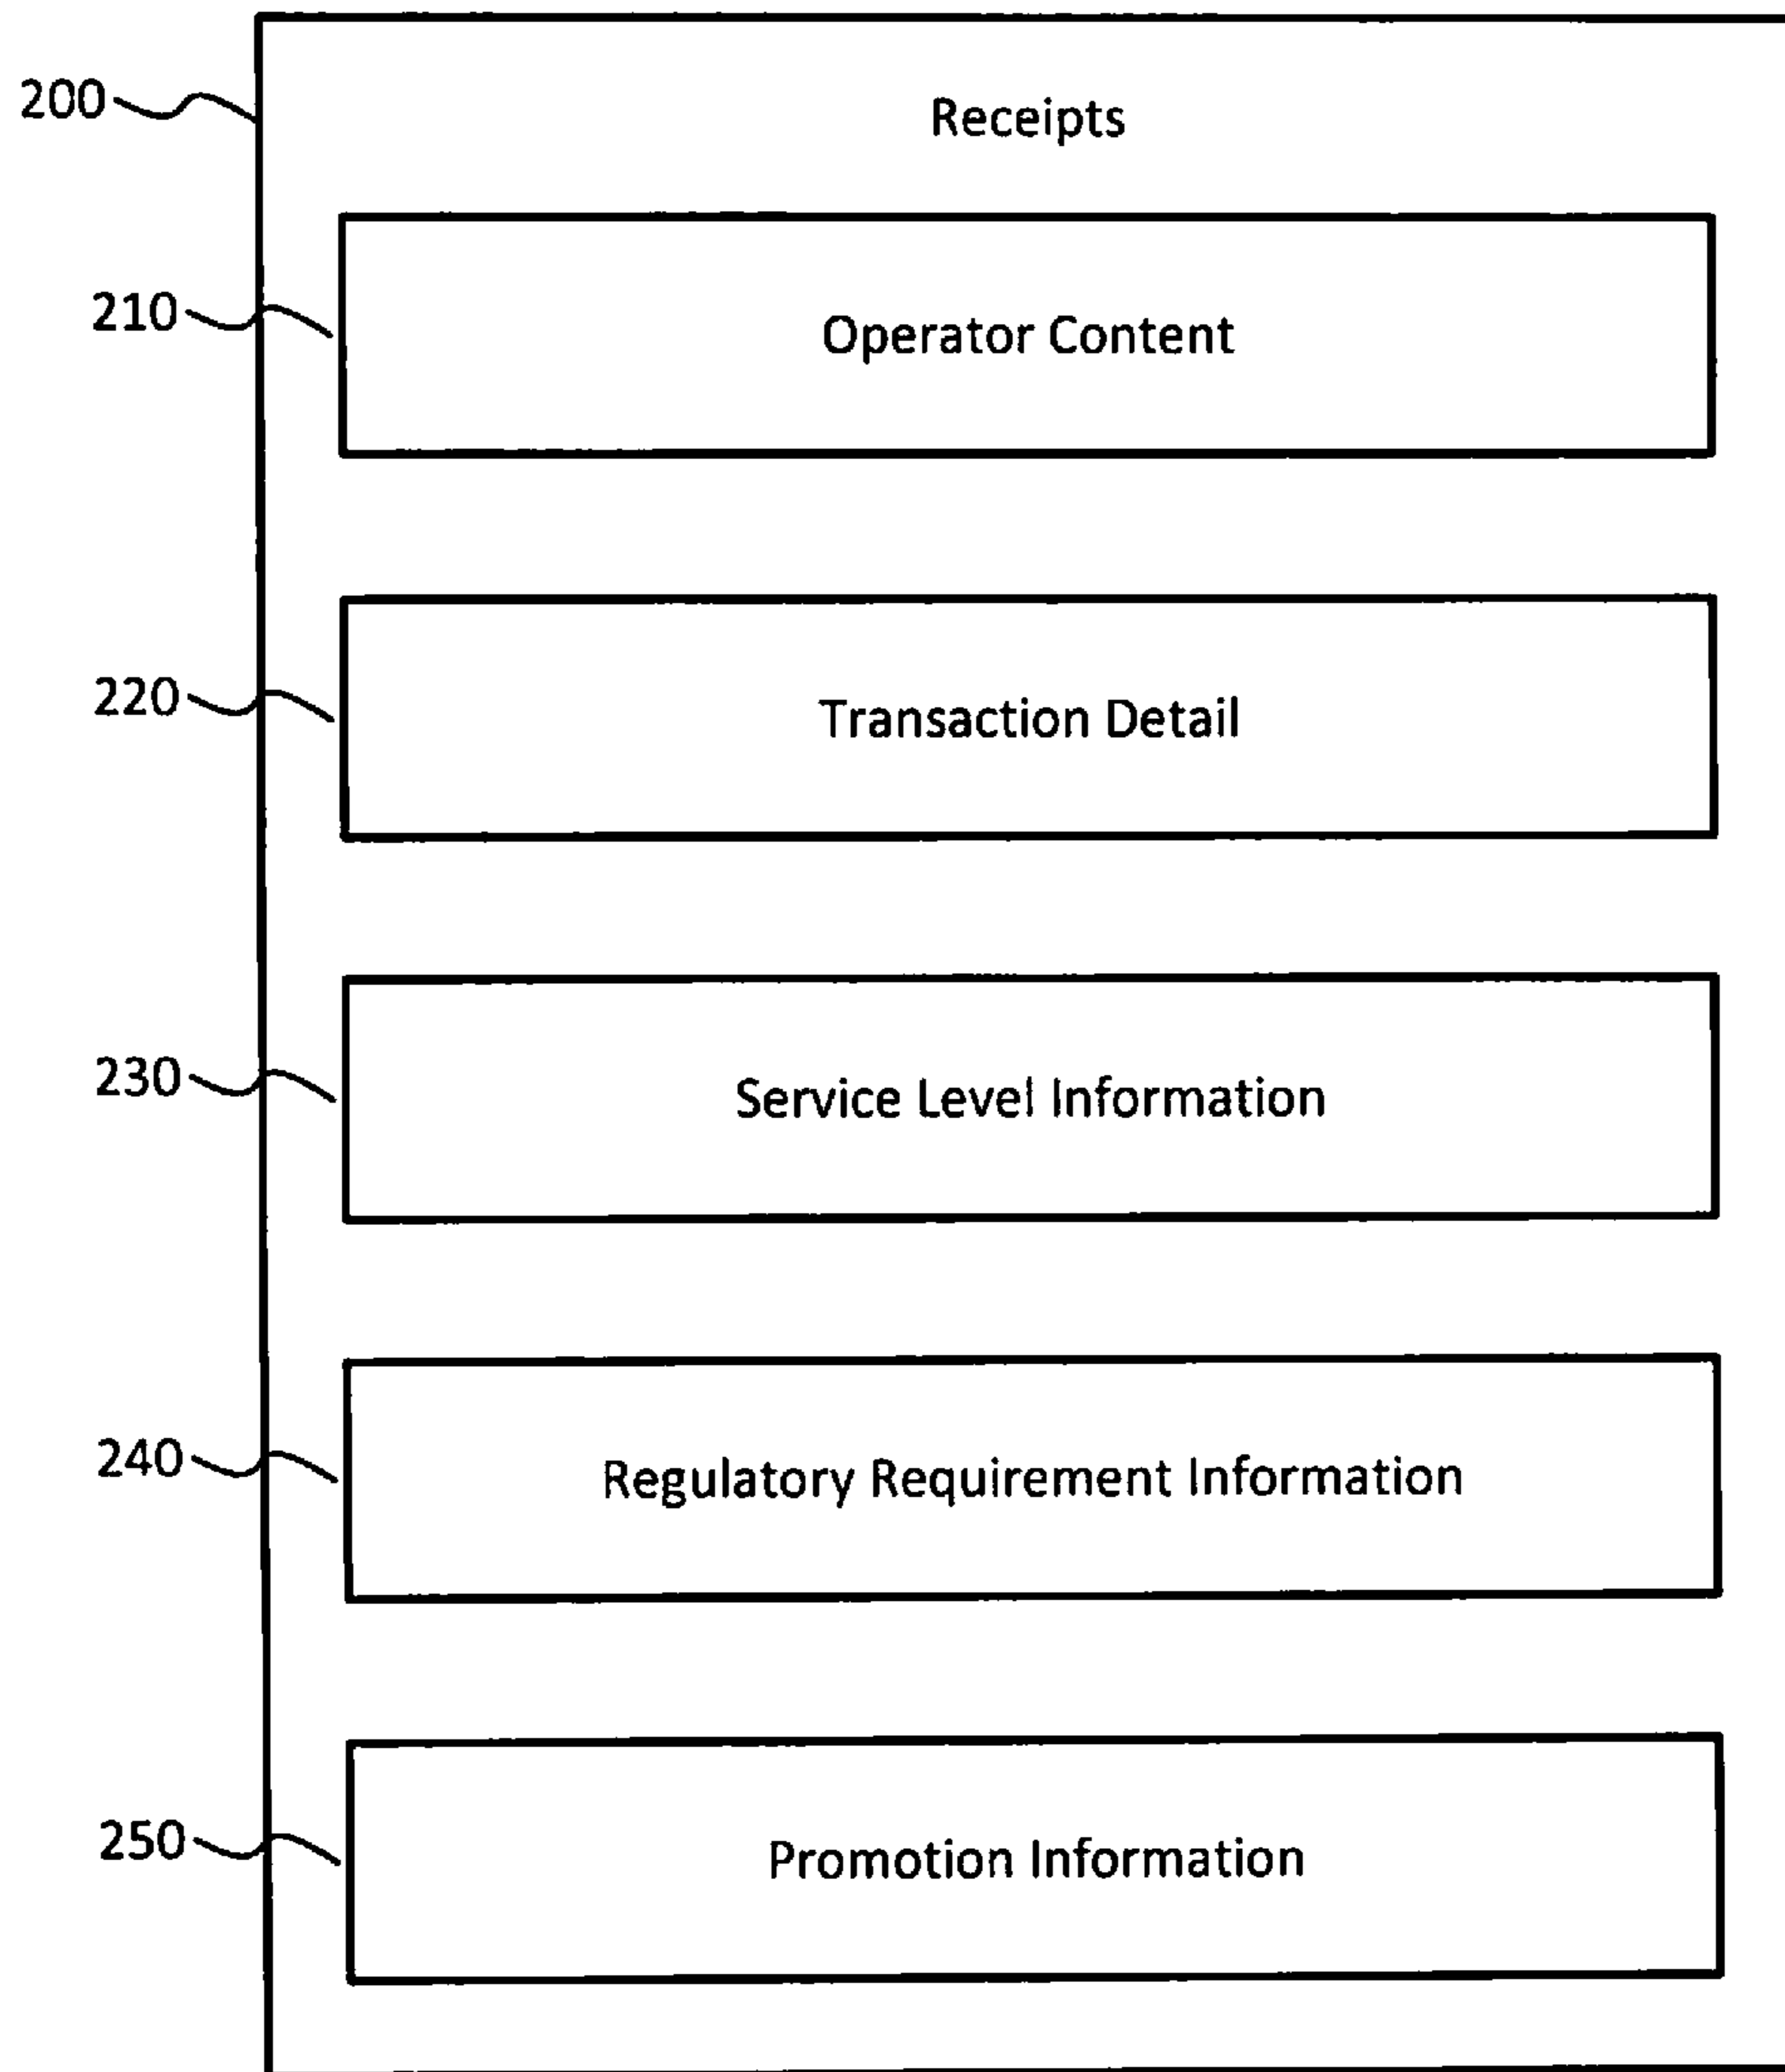 200
Receipts
210
Operator Content
220
Transaction Detail
230
Service Level Information
240
Regulatory Requirement Information
250
Promotion Information